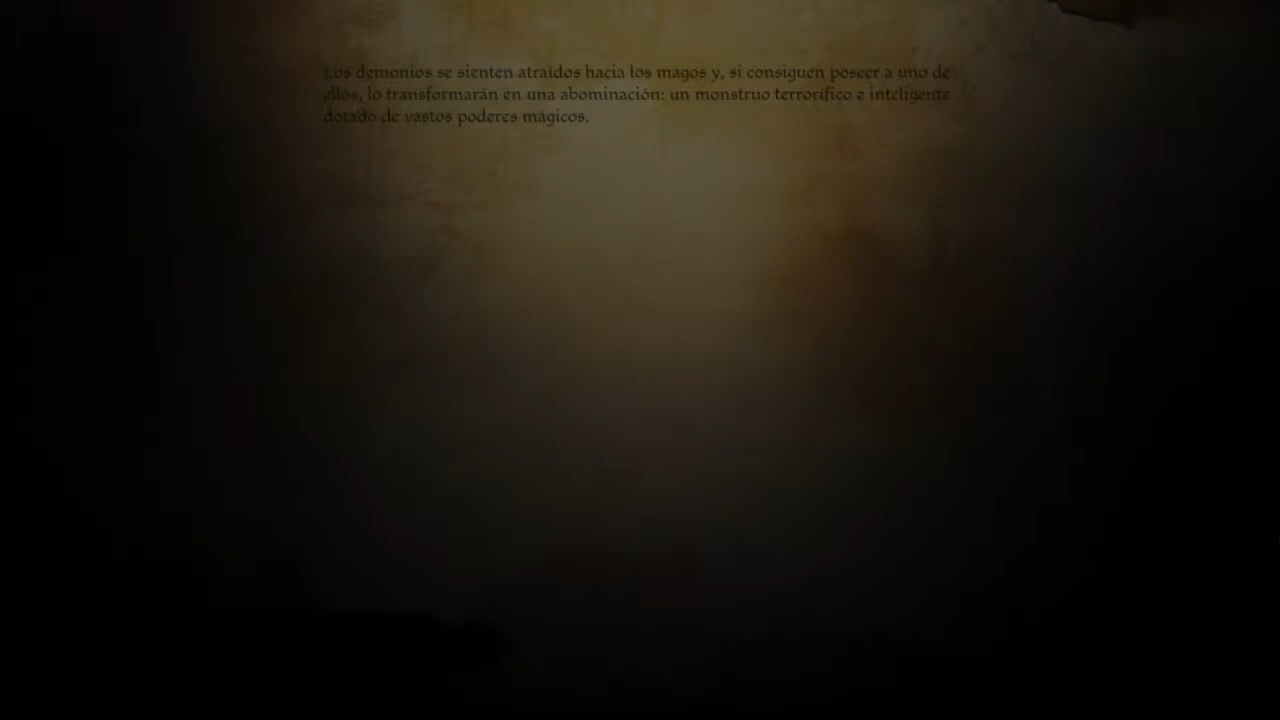 Los demonios se sienten atraídos hacia los magos y, si consiguen poseer a uno de
ellos, lo transformarán en una abominación: un monstruo terrorífico e inteligente
dotado de vastos poderes mágicos.